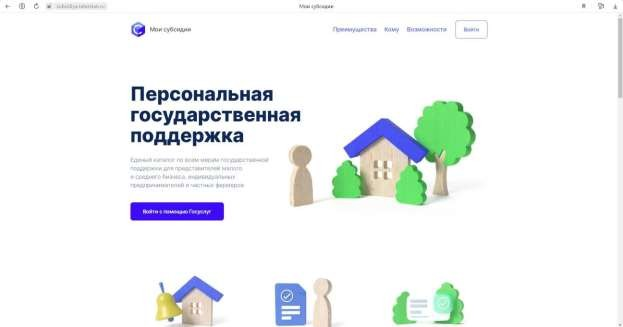 Мои субсидии
Мои субсидии
Преимущества Кому Возможности Войти
Персональная
государственная
поддержка
Единый каталог по всем мерам государственной
поддержки для представителей малого
и среднего бизнеса, индивидуальных
предпринимателей и частных фермеров
Войти с помощью Госуслуг